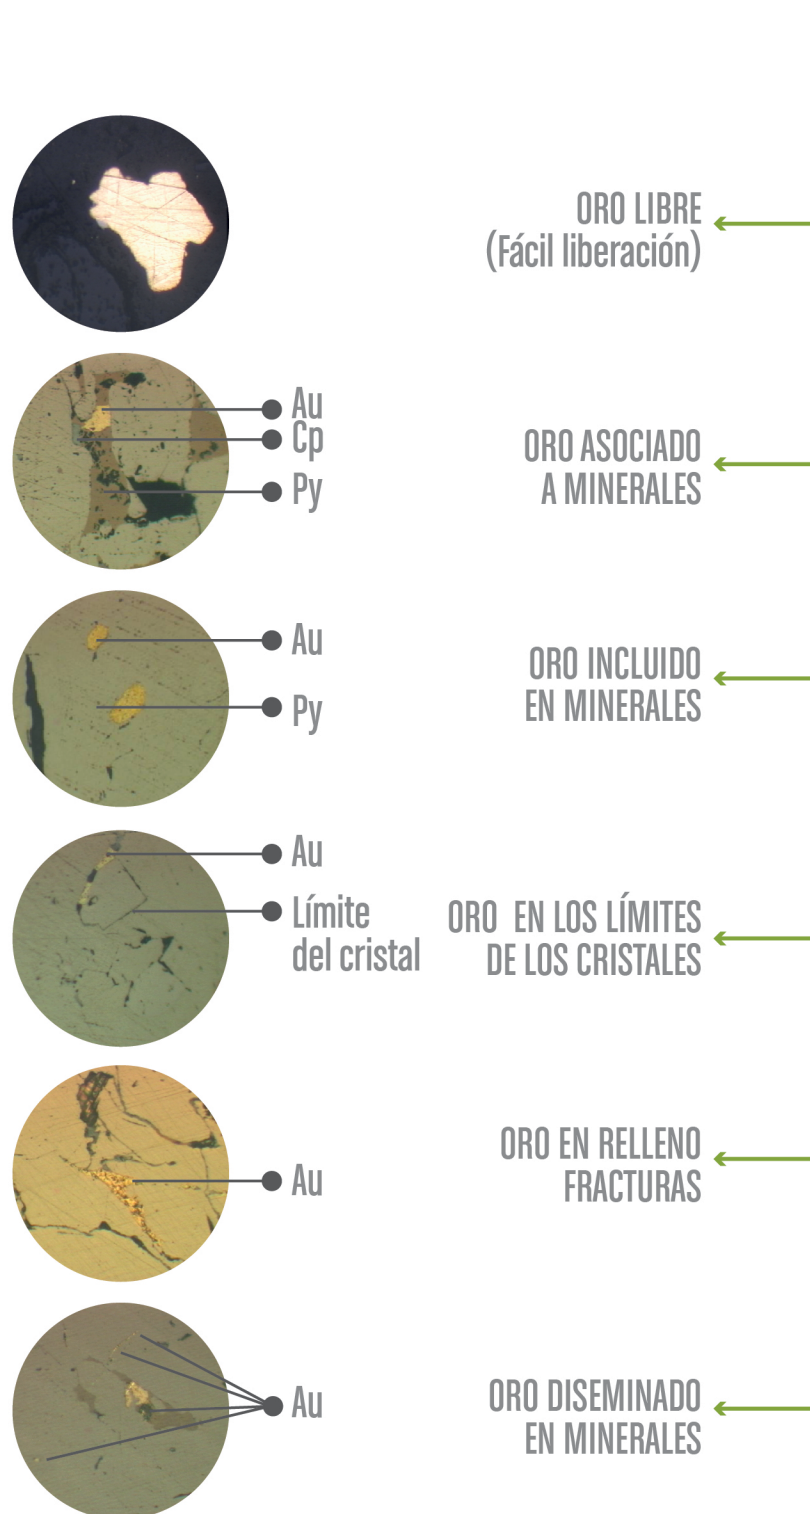 ORO LIBRE
(Fácil liberación)
Au
Cp
Py
ORO ASOCIADO
A MINERALES
Au
Py
ORO INCLUIDO
EN MINERALES
Au
Límite
del cristal
ORO EN LOS LÍMITES
DE LOS CRISTALES
Au
ORO EN RELLENO
FRACTURAS
Au
ORO DISEMINADO
EN MINERALES